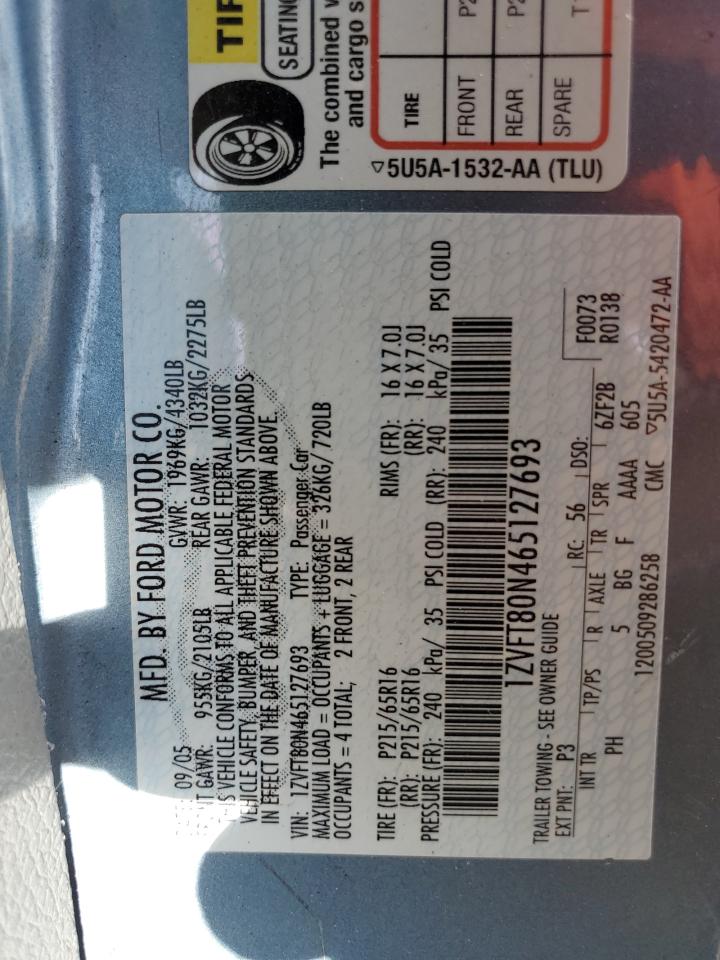 MFD. BY FORD MOTOR CO.
09/05 GVWR: 1969KG/4340LB
FRONT GAWR: 955KG/2105LB REAR GAWR: 1032KG/2275LB
THIS VEHICLE CONFORMS TO ALL APPLICABLE FEDERAL MOTOR
VEHICLE SAFETY, BUMPER, AND THEFT PREVENTION STANDARDS
IN EFFECT ON THE DATE OF MANUFACTURE SHOWN ABOVE.
VIN: 1ZVFT80N465127693 TYPE: Passenger Car
MAXIMUM LOAD = OCCUPANTS + LUGGAGE = 326KG/ 720LB
OCCUPANTS = 4 TOTAL; 2 FRONT, 2 REAR
TIRE (FR): P215/65R16 RIMS (FR): 16 X 7.0J
(RR): P215/65R16 (RR): 16 X 7.0J
PRESSURE (FR): 240 kPa/ 35 PSI COLD (RR): 240 kPa/ 35 PSI COLD
1ZVFT80N465127693
TRAILER TOWING - SEE OWNER GUIDE
EXT PNT: P3 RC: 56 DSO: F0073
R0138
INT TR TP/PS R AXLE TR SPR 6ZF2B
PH 5 BG F AAAA 605
1200509286258 CMC ▽5U5A-5420472-AA
TIR
SEATING
The combined
and cargo s
TIRE
FRONT P2
REAR P2
SPARE T1
▽5U5A-1532-AA (TLU)